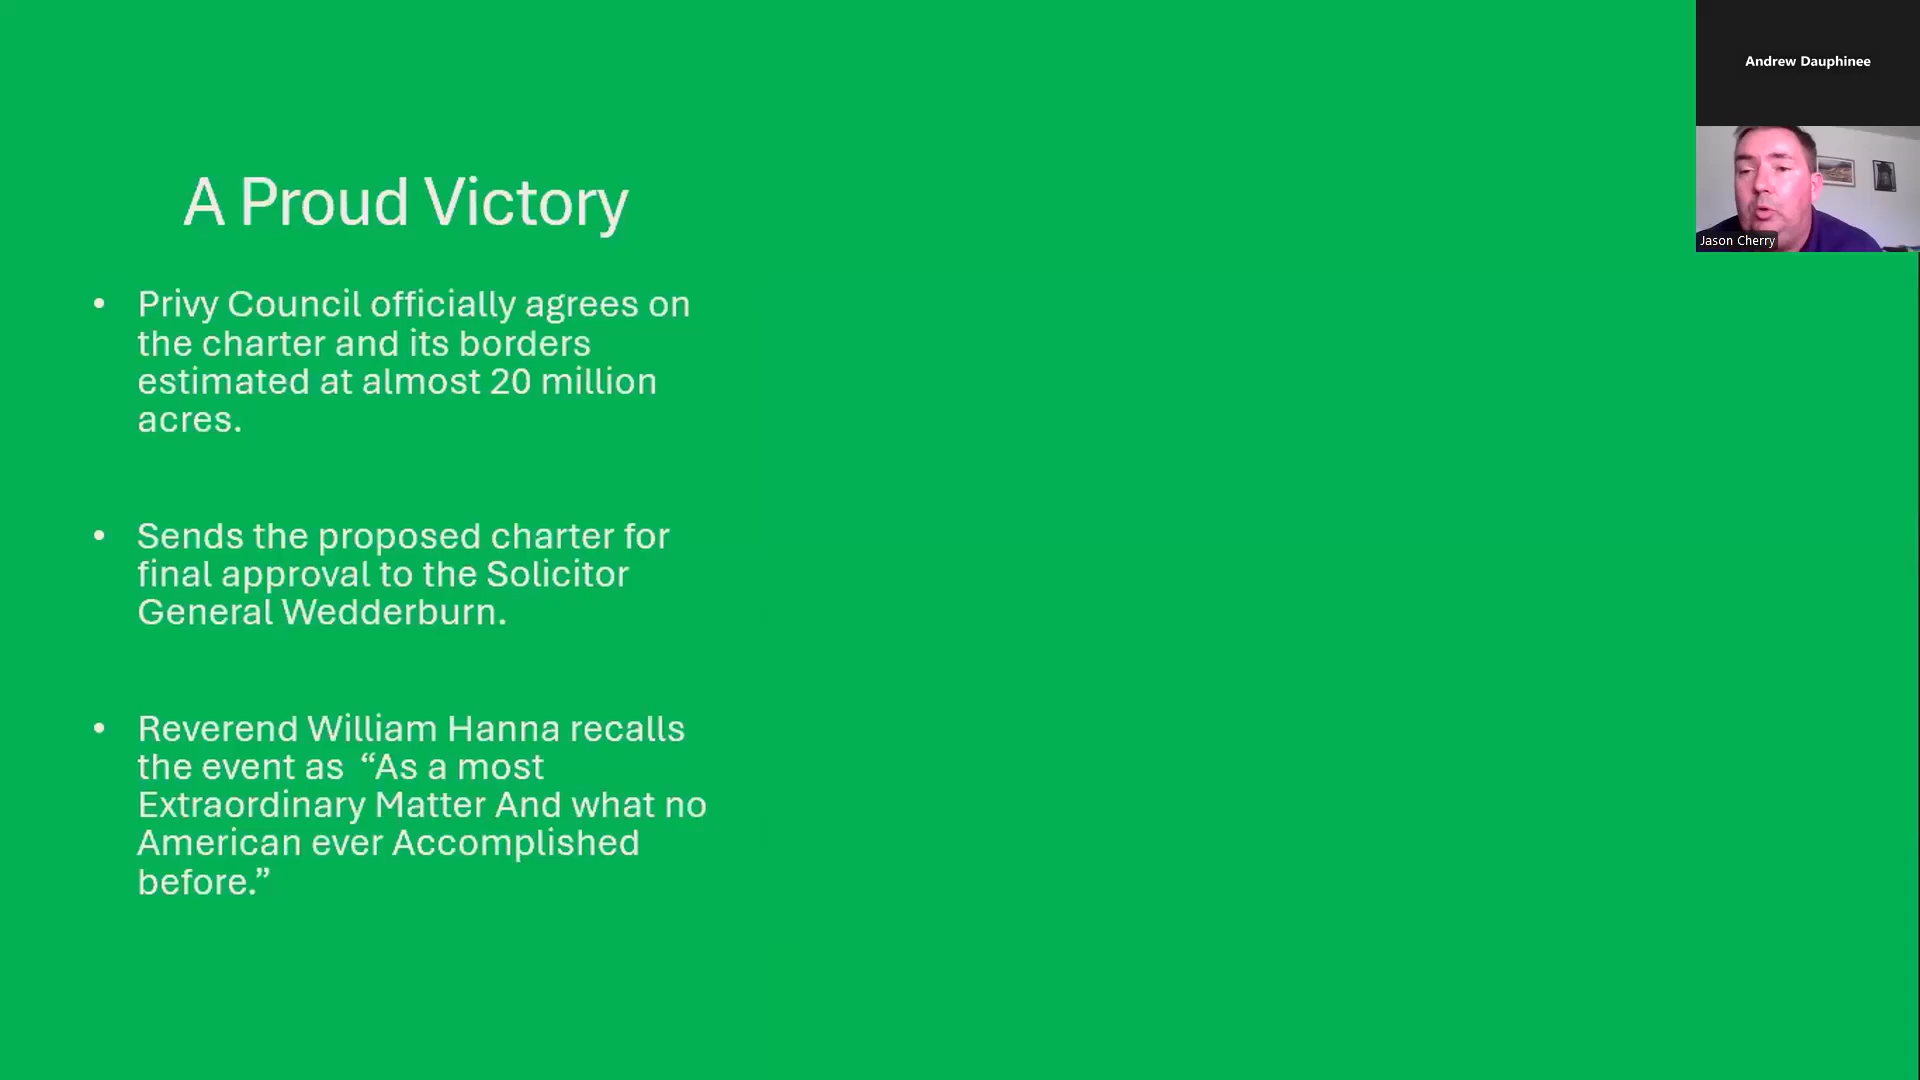 Andrew Dauphinee
Jason Cherry
A Proud Victory
• Privy Council officially agrees on
the charter and its borders
estimated at almost 20 million
acres.
• Sends the proposed charter for
final approval to the Solicitor
General Wedderburn.
• Reverend William Hanna recalls
the event as “As a most
Extraordinary Matter And what no
American ever Accomplished
before.”